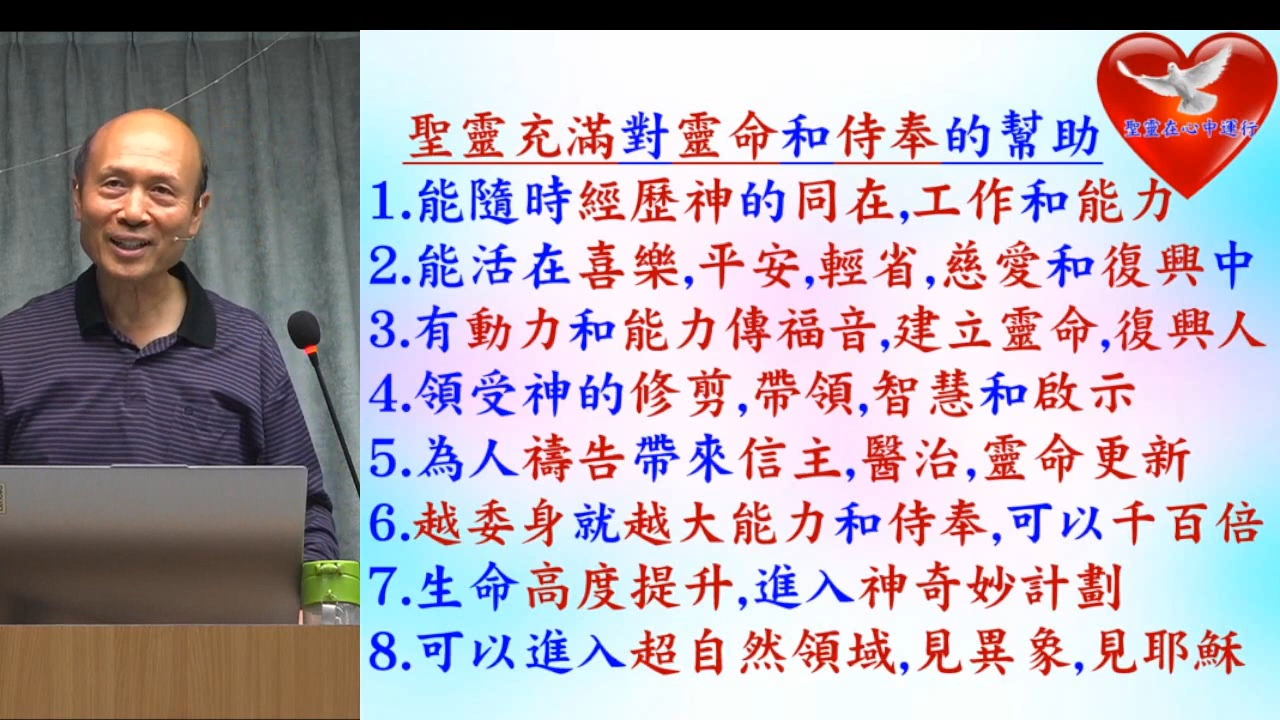 聖靈充滿對靈命和侍奉的幫助
聖靈在心中運行
1.能隨時經歷神的同在,工作和能力
2.能活在喜樂,平安,輕省,慈愛和復興中
3.有動力和能力傳福音,建立靈命,復興人
4.領受神的修剪,帶領,智慧和啟示
5.為人禱告帶來信主,醫治,靈命更新
6.越委身就越大能力和侍奉,可以千百倍
7.生命高度提升,進入神奇妙計劃
8.可以進入超自然領域,見異象,見耶穌